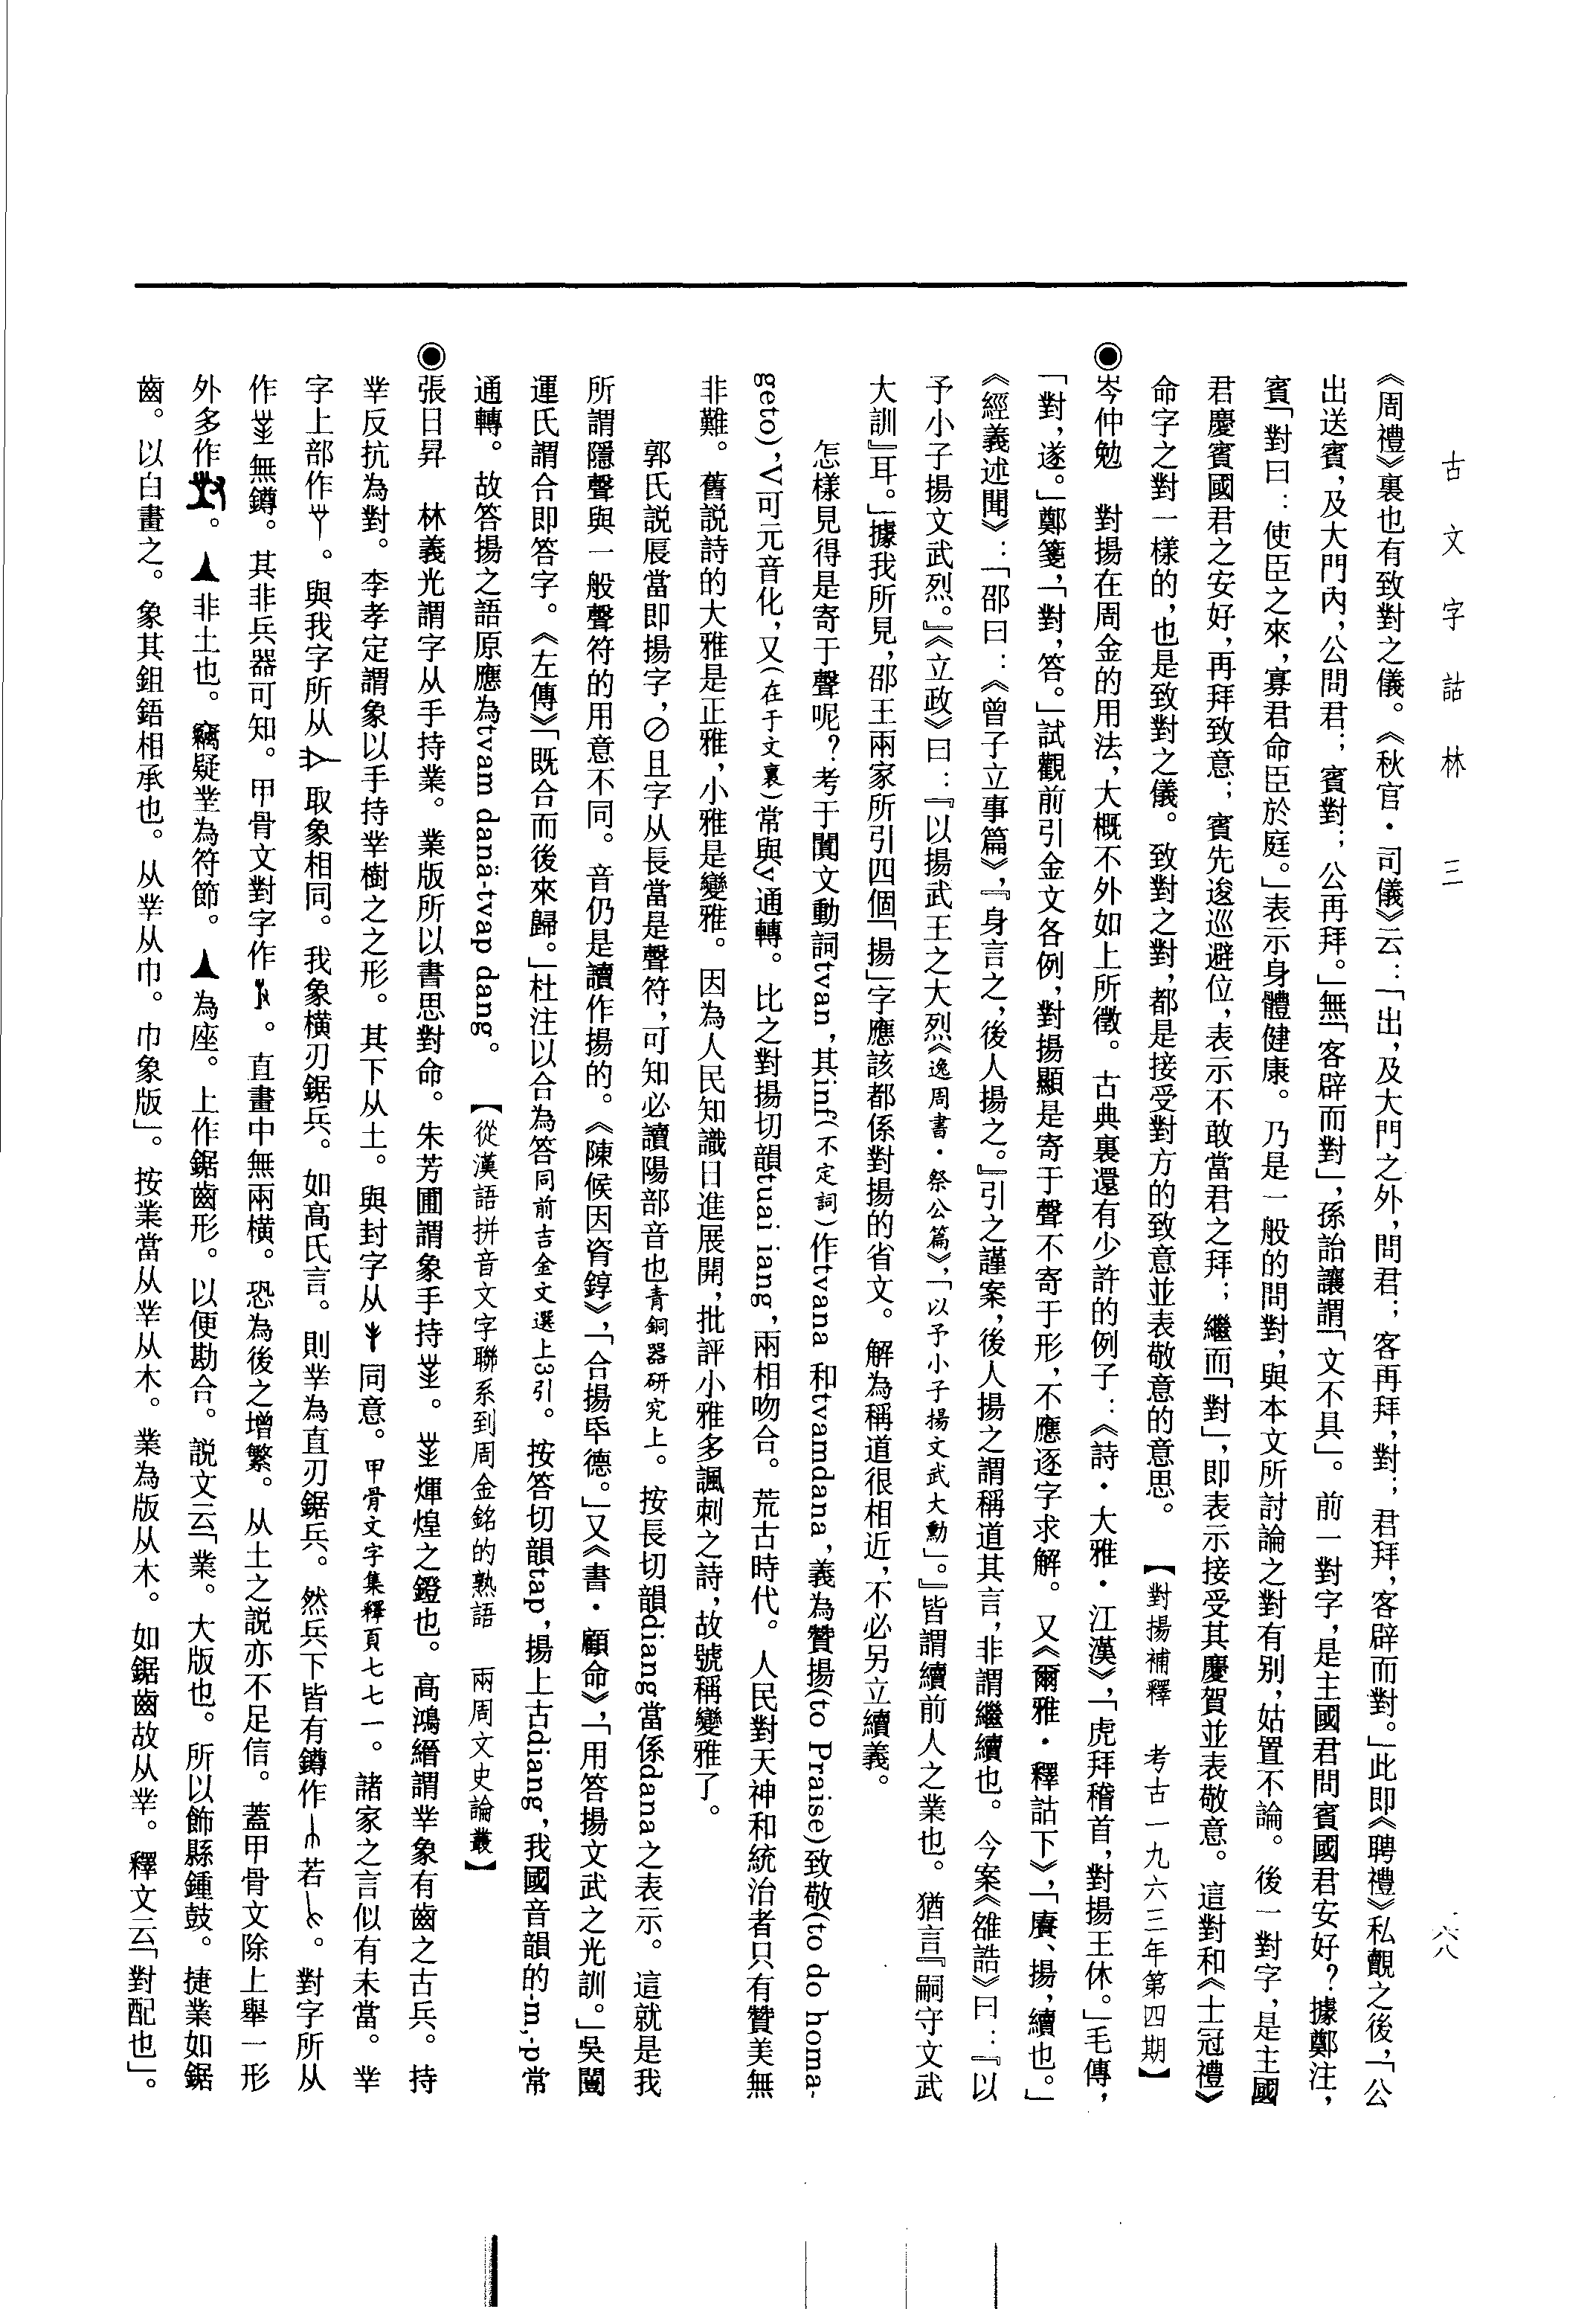 古文字詁林 三
六八
《周禮》裏也有致對之儀。《秋官·司儀》云：「出，及大門之外，問君；客再拜，對；君拜，客辟而對。」此即《聘禮》私覿之後，「公
出送賓，及大門內，公問君；賓對；公再拜。」無「客辟而對」，孫詒讓謂「文不具」。前一對字，是主國君問賓國君安好？據鄭注，
賓「對曰：使臣之來，寡君命臣於庭。」表示身體健康。乃是一般的問對，與本文所討論之對有别，姑置不論。後一對字，是主國
君慶賓國君之安好，再拜致意；賓先逡巡避位，表示不敢當君之拜；繼而「對」，即表示接受其慶賀並表敬意。這對和《士冠禮》
命字之對一樣的，也是致對之儀。致對之對，都是接受對方的致意並表敬意的意思。【對揚補釋 考古一九六三年第四期】
◉岑仲勉 對揚在周金的用法，大概不外如上所徵。古典裏還有少許的例子：《詩·大雅·江漢》，「虎拜稽首，對揚王休。」毛傳，
「對，遂。」鄭箋，「對，答。」試觀前引金文各例，對揚顯是寄于聲不寄于形，不應逐字求解。又《爾雅·釋詁下》，「賡、揚，續也。」
《經義述聞》：「邵曰：《曾子立事篇》，『身言之，後人揚之。』引之謹案，後人揚之謂稱道其言，非謂繼續也。今案《雒誥》曰：『以
予小子揚文武烈。』《立政》曰：『以揚武王之大烈《逸周書·祭公篇》，「以予小子揚文武大勳」。』皆謂續前人之業也。猶言『嗣守文武
大訓』耳。」據我所見，邵王兩家所引四個「揚」字應該都係對揚的省文。解為稱道很相近，不必另立續義。
怎樣見得是寄于聲呢？考于闐文動詞tvan，其inf（不定詞）作tvana 和tvamdana，義為贊揚(to Praise)致敬(to do homa-
geto)，V可元音化，又（在于文裏）常與y通轉。比之對揚切韻tuai iang，兩相吻合。荒古時代。人民對天神和統治者只有贊美無
非難。舊説詩的大雅是正雅，小雅是變雅。因為人民知識日進展開，批評小雅多諷刺之詩，故號稱變雅了。
郭氏説當即揚字，且字从長當是聲符，可知必讀陽部音也青銅器研究上。按長切韻diang當係dana之表示。這就是我
所謂隱聲與一般聲符的用意不同。音仍是讀作揚的。《陳侯因𬯎錞》，「合揚氒德。」又《書·顧命》，「用答揚文武之光訓。」吳闓
運氏謂合即答字。《左傳》「既合而後來歸。」杜注以合為答同前吉金文選上3引。按答切韻tap，揚上古diang，我國音韻的-m,-p常
通轉。故答揚之語原應為tvam danä-tvap dang。【從漢語拼音文字聯系到周金銘的熟語 兩周文史論叢】
◉張日昇 林義光謂字从手持業。業版所以書思對命。朱芳圃謂象手持。煇煌之鐙也。高鴻縉謂丵象有齒之古兵。持
丵反抗為對。李孝定謂象以手持丵樹之之形。其下从土。與封字从同意。甲骨文字集釋頁七七一。諸家之言似有未當。丵
字上部作。與我字所从取象相同。我象横刃鋸兵。如高氏言。則丵為直刃鋸兵。然兵下皆有鐏作若。對字所从
作無鐏。其非兵器可知。甲骨文對字作。直畫中無兩横。恐為後之增繁。从土之説亦不足信。蓋甲骨文除上舉一形
外多作。非土也。竊疑丵為符節。為座。上作鋸齒形。以便勘合。説文云「業。大版也。所以飾縣鍾鼓。捷業如鋸
齒。以白畫之。象其鉏鋙相承也。从丵从巾。巾象版」。按業當从丵从木。業為版从木。如鋸齒故从丵。釋文云「對配也」。